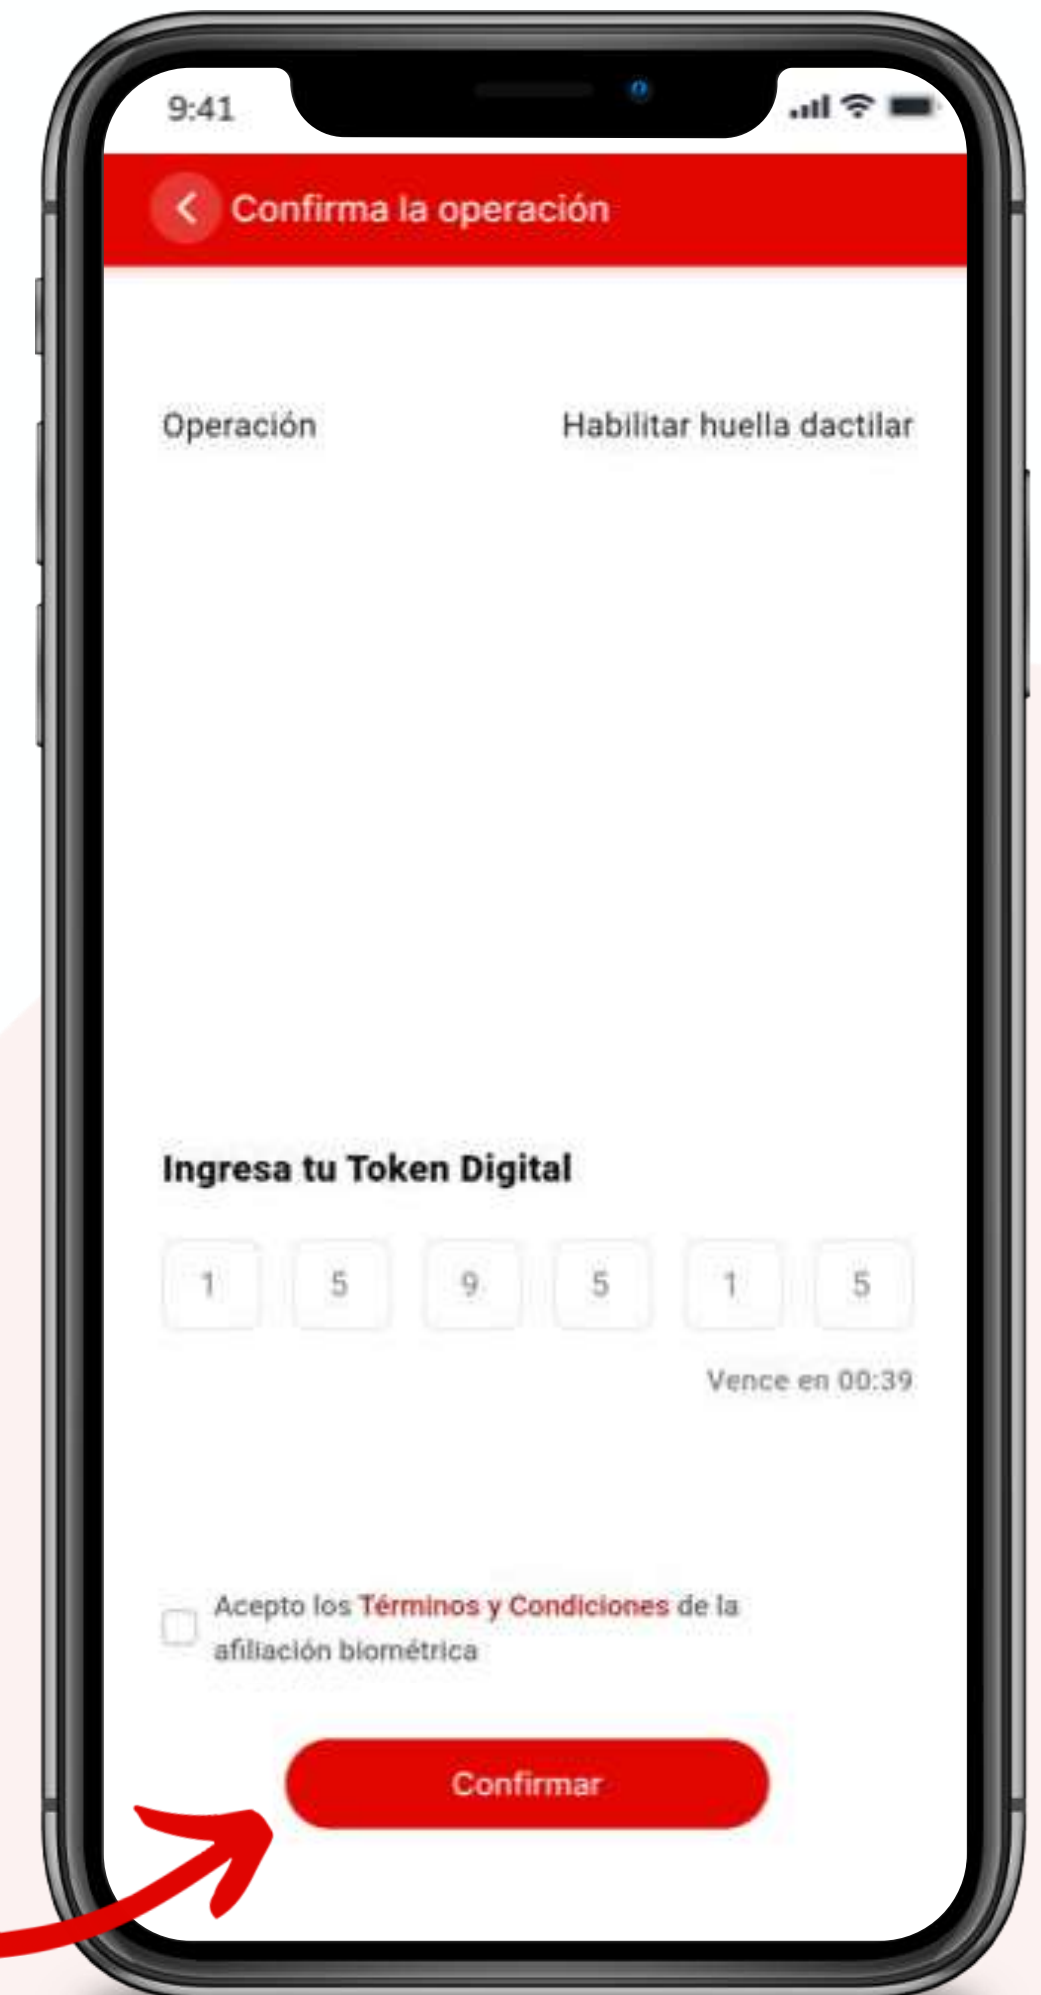 9:41
Confirma la operación
Operación Habilitar huella dactilar
Ingresa tu Token Digital
1 5 9 5 1 5
Vence en 00:39
Acepto los Términos y Condiciones de la
afiliación biométrica
Confirmar